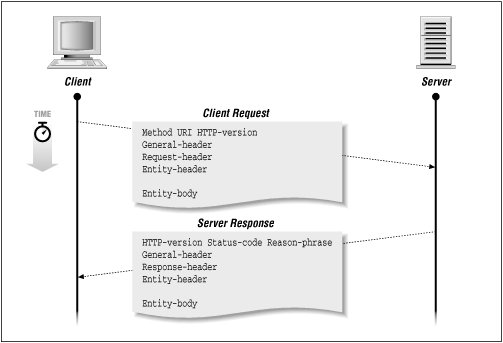 Client
Server
TIME
Client Request
Method URI HTTP-version
General-header
Request-header
Entity-header
Entity-body
Server Response
HTTP-version Status-code Reason-phrase
General-header
Response-header
Entity-header
Entity-body